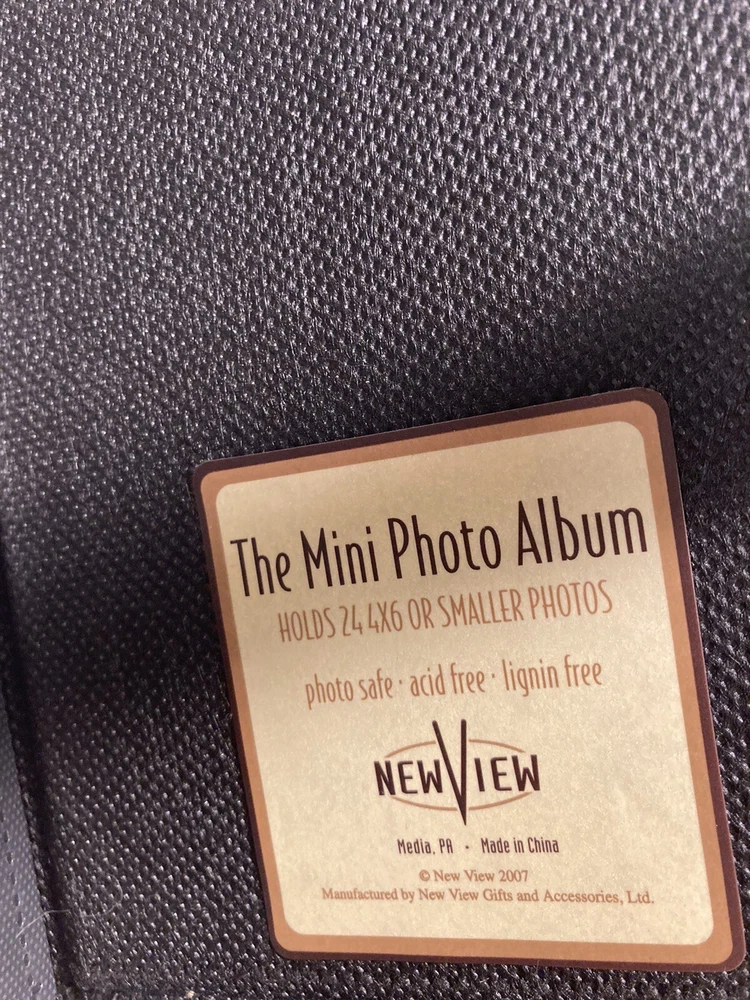 The Mini Photo Album
HOLDS 24 4X6 OR SMALLER PHOTOS
photo safe · acid free · lignin free
NEWVIEW
Media, PA · Made in China
© New View 2007
Manufactured by New View Gifts and Accessories, Ltd.